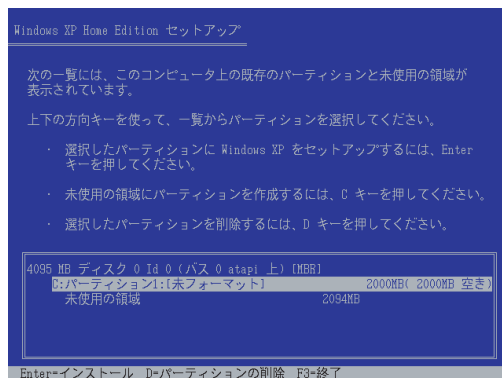 Windows XP Home Edition セットアップ
次の一覧には、このコンピュータ上の既存のパーティションと未使用の領域が
表示されています。
上下の方向キーを使って、一覧からパーティションを選択してください。
・ 選択したパーティションに Windows XP をセットアップするには、Enter
キーを押してください。
・ 未使用の領域にパーティションを作成するには、C キーを押してください。
・ 選択したパーティションを削除するには、D キーを押してください。
4095 MB ディスク 0 Id 0 (バス 0 atapi 上) [MBR]
C:パーティション1:[未フォーマット] 2000MB( 2000MB 空き)
未使用の領域 2094MB
Enter=インストール D=パーティションの削除 F3=終了